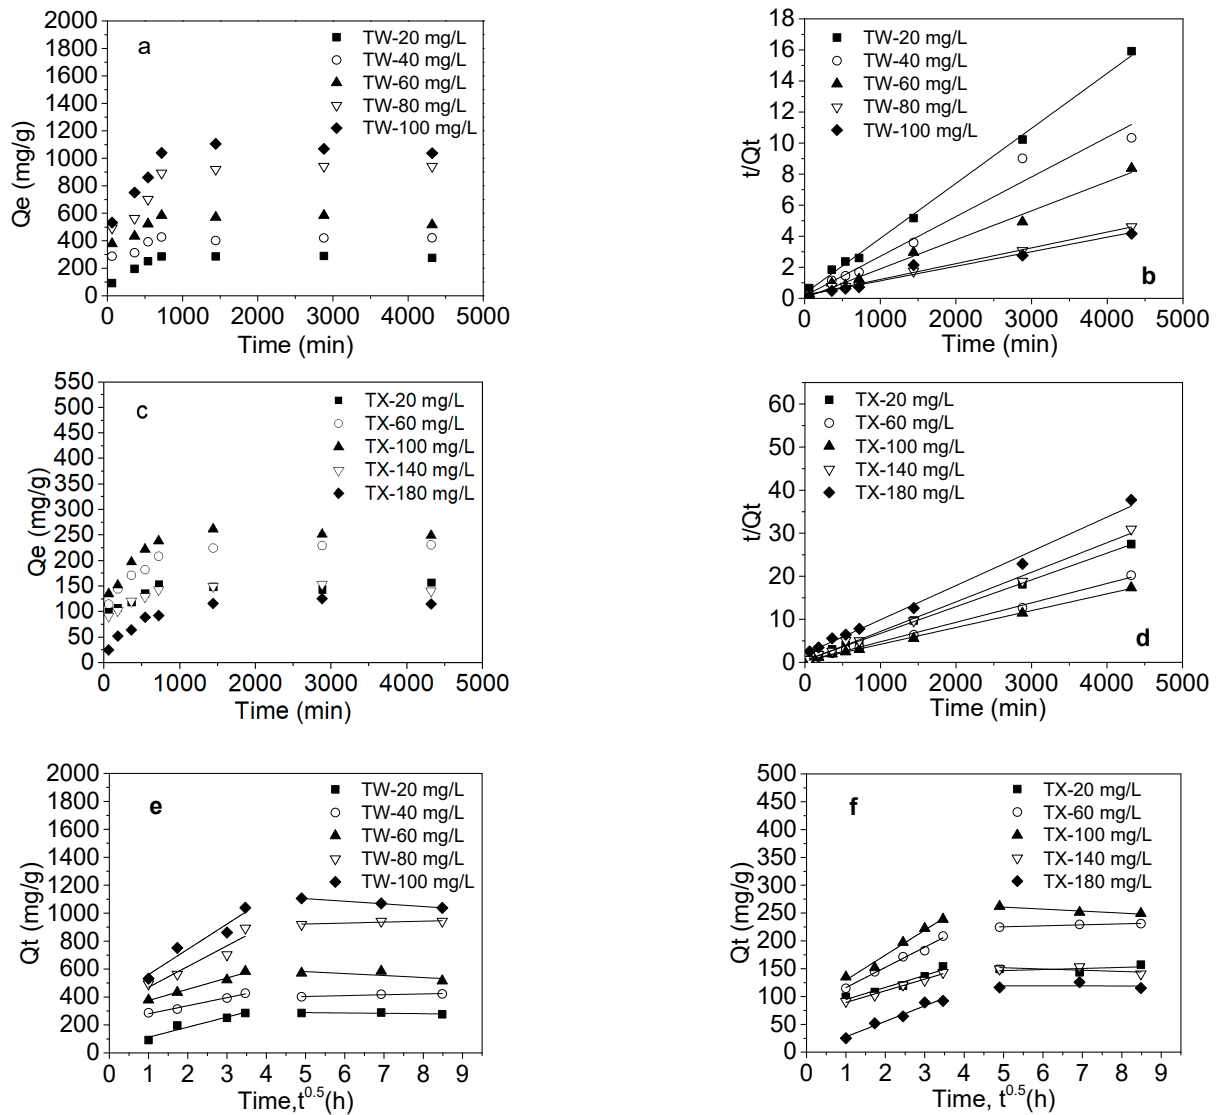 a
2000
1800
1600
1400
1200
1000
800
600
400
200
0
Qe (mg/g)
TW-20 mg/L
TW-40 mg/L
TW-60 mg/L
TW-80 mg/L
TW-100 mg/L
0 1000 2000 3000 4000 5000
Time (min)
18
16
14
12
10
8
6
4
2
0
t/Qt
TW-20 mg/L
TW-40 mg/L
TW-60 mg/L
TW-80 mg/L
TW-100 mg/L
b
0 1000 2000 3000 4000 5000
Time (min)
c
550
500
450
400
350
300
250
200
150
100
50
0
Qe (mg/g)
TX-20 mg/L
TX-60 mg/L
TX-100 mg/L
TX-140 mg/L
TX-180 mg/L
0 1000 2000 3000 4000 5000
Time (min)
60
50
40
30
20
10
0
t/Qt
TX-20 mg/L
TX-60 mg/L
TX-100 mg/L
TX-140 mg/L
TX-180 mg/L
d
0 1000 2000 3000 4000 5000
Time (min)
e
2000
1800
1600
1400
1200
1000
800
600
400
200
0
Qt (mg/g)
TW-20 mg/L
TW-40 mg/L
TW-60 mg/L
TW-80 mg/L
TW-100 mg/L
0 1 2 3 4 5 6 7 8 9
Time,t^0.5(h)
f
500
450
400
350
300
250
200
150
100
50
0
Qt (mg/g)
TX-20 mg/L
TX-60 mg/L
TX-100 mg/L
TX-140 mg/L
TX-180 mg/L
0 1 2 3 4 5 6 7 8 9
Time, t^0.5(h)